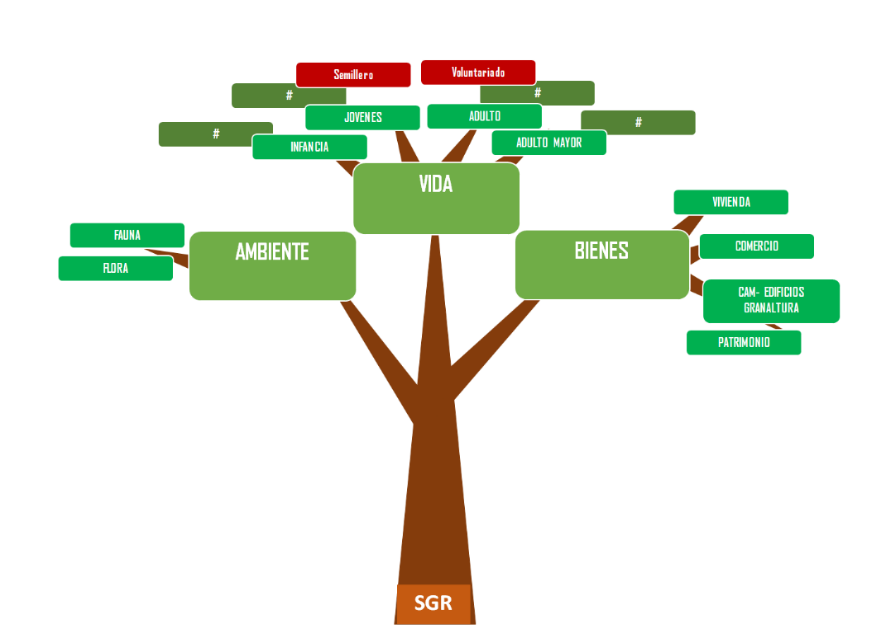 Semillero
Voluntariado
#
#
JOVENES
ADULTO
#
#
INFANCIA
ADULTO MAYOR
VIDA
VIVIENDA
FAUNA
AMBIENTE
BIENES
COMERCIO
FLORA
CAM- EDIFICIOS
GRANALTURA
PATRIMONIO
SGR